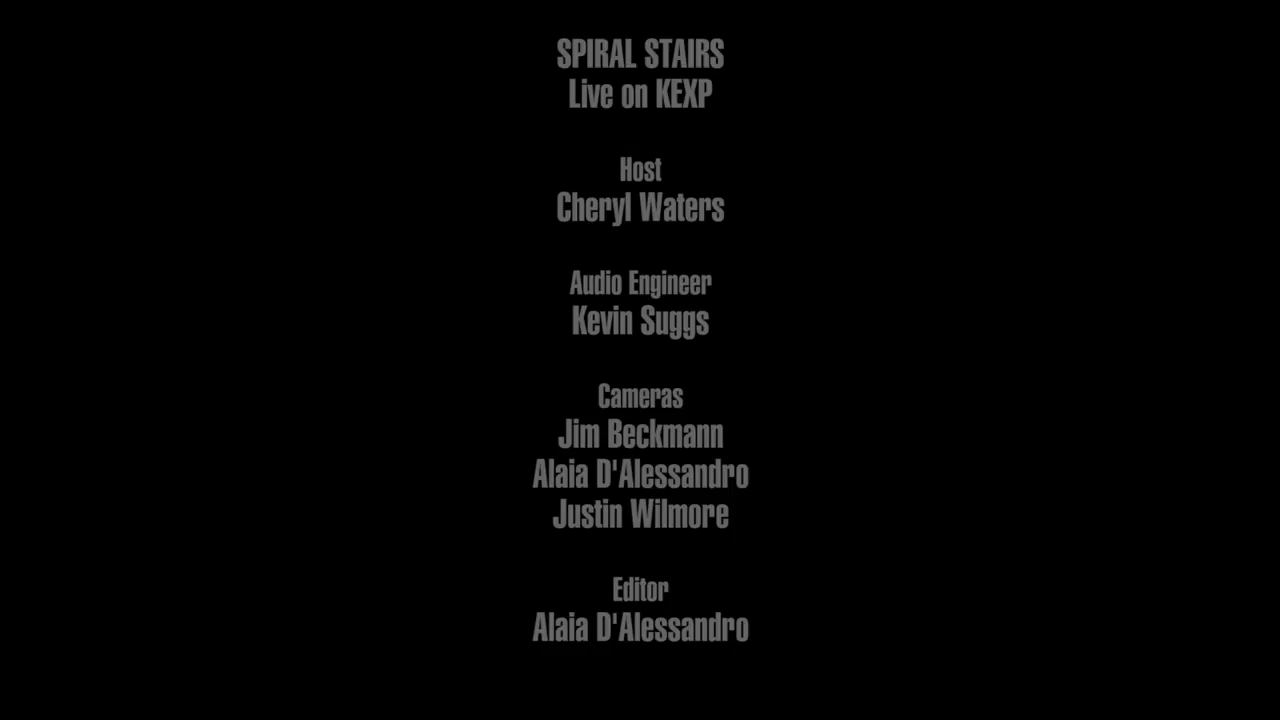 SPIRAL STAIRS
Live on KEXP
Host
Cheryl Waters
Audio Engineer
Kevin Suggs
Cameras
Jim Beckmann
Alaia D'Alessandro
Justin Wilmore
Editor
Alaia D'Alessandro